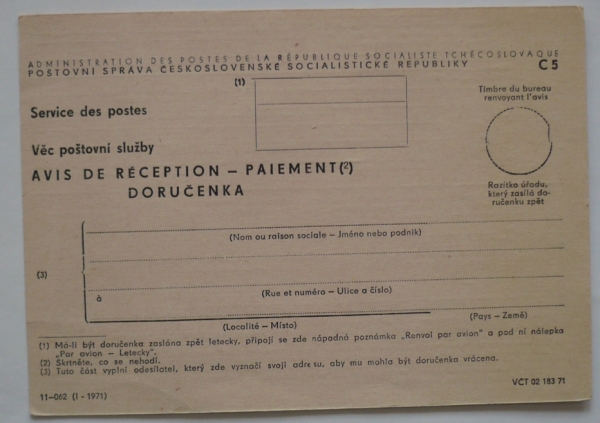 ADMINISTRATION DES POSTES DE LA RÉPUBLIQUE SOCIALISTE TCHÉCOSLOVAQUE
POŠTOVNÍ SPRÁVA ČESKOSLOVENSKÉ SOCIALISTICKÉ REPUBLIKY
C 5
(1)
Timbre du bureau
renvoyant l'avis
Service des postes
Věc poštovní služby
AVIS DE RÉCEPTION – PAIEMENT(2)
DORUČENKA
Razítko úřadu,
který zasílá do-
ručenku zpět
(Nom ou raison sociale – Jméno nebo podnik)
(3)
à
(Rue et numéro – Ulice a číslo)
(Localité – Místo)
(Pays – Země)
(1) Má-li být doručenka zaslána zpět letecky, připojí se zde nápadná poznámka „Renvoi par avion" a pod ní nálepka
„Par avion – Letecky".
(2) Škrtněte, co se nehodí.
(3) Tuto část vyplní odesílatel, který zde vyznačí svoji adresu, aby mu mohla být doručenka vrácena.
11–062 (I – 1971)
VČT 02 183 71